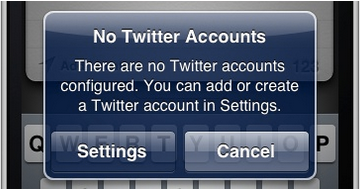 No Twitter Accounts
There are no Twitter accounts
configured. You can add or create
a Twitter account in Settings.
123
Q W E R T Y U I O P
Settings
Cancel